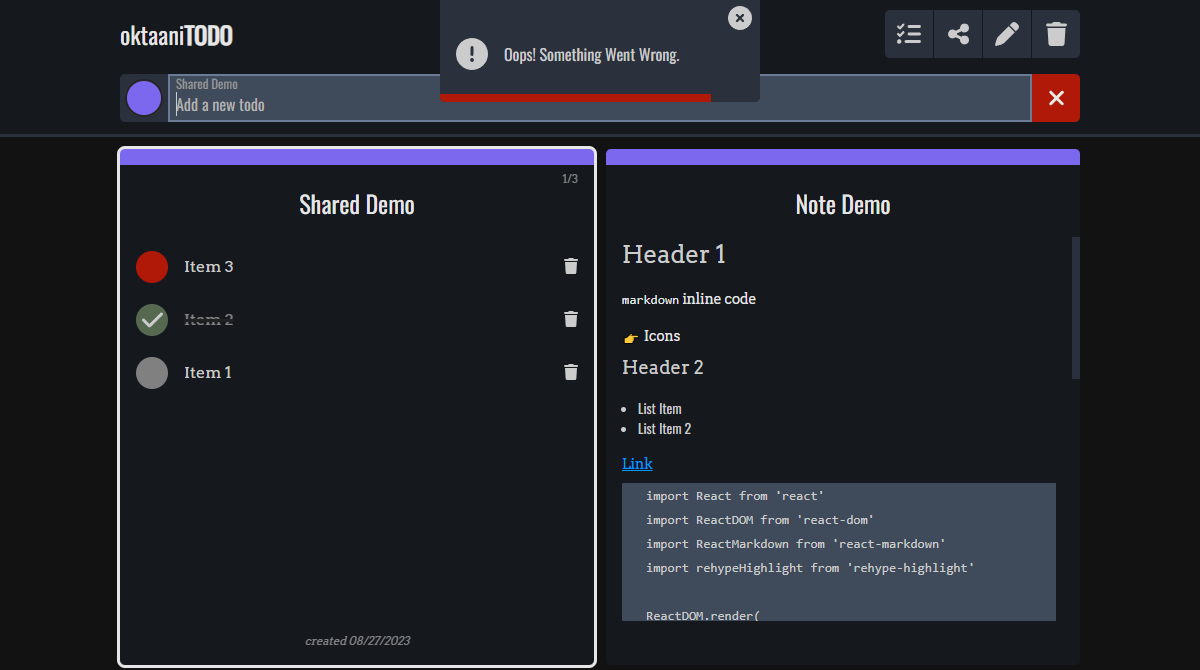 oktaaniTODO
Oops! Something Went Wrong.
Shared Demo
Add a new todo
1/3
Shared Demo
Item 3
Item 2
Item 1
created 08/27/2023
Note Demo
Header 1
markdown inline code
👉 Icons
Header 2
• List Item
• List Item 2
Link
import React from 'react'
import ReactDOM from 'react-dom'
import ReactMarkdown from 'react-markdown'
import rehypeHighlight from 'rehype-highlight'
ReactDOM.render(